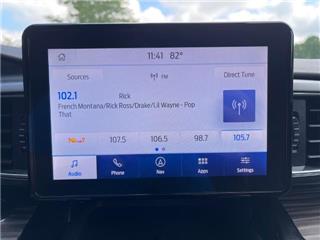 11:41 82°
Sources FM Direct Tune
102.1 Rick
French Montana/Rick Ross/Drake/Lil Wayne - Pop
That
107.5 106.5 98.7 105.7
Audio Phone Nav Apps Settings